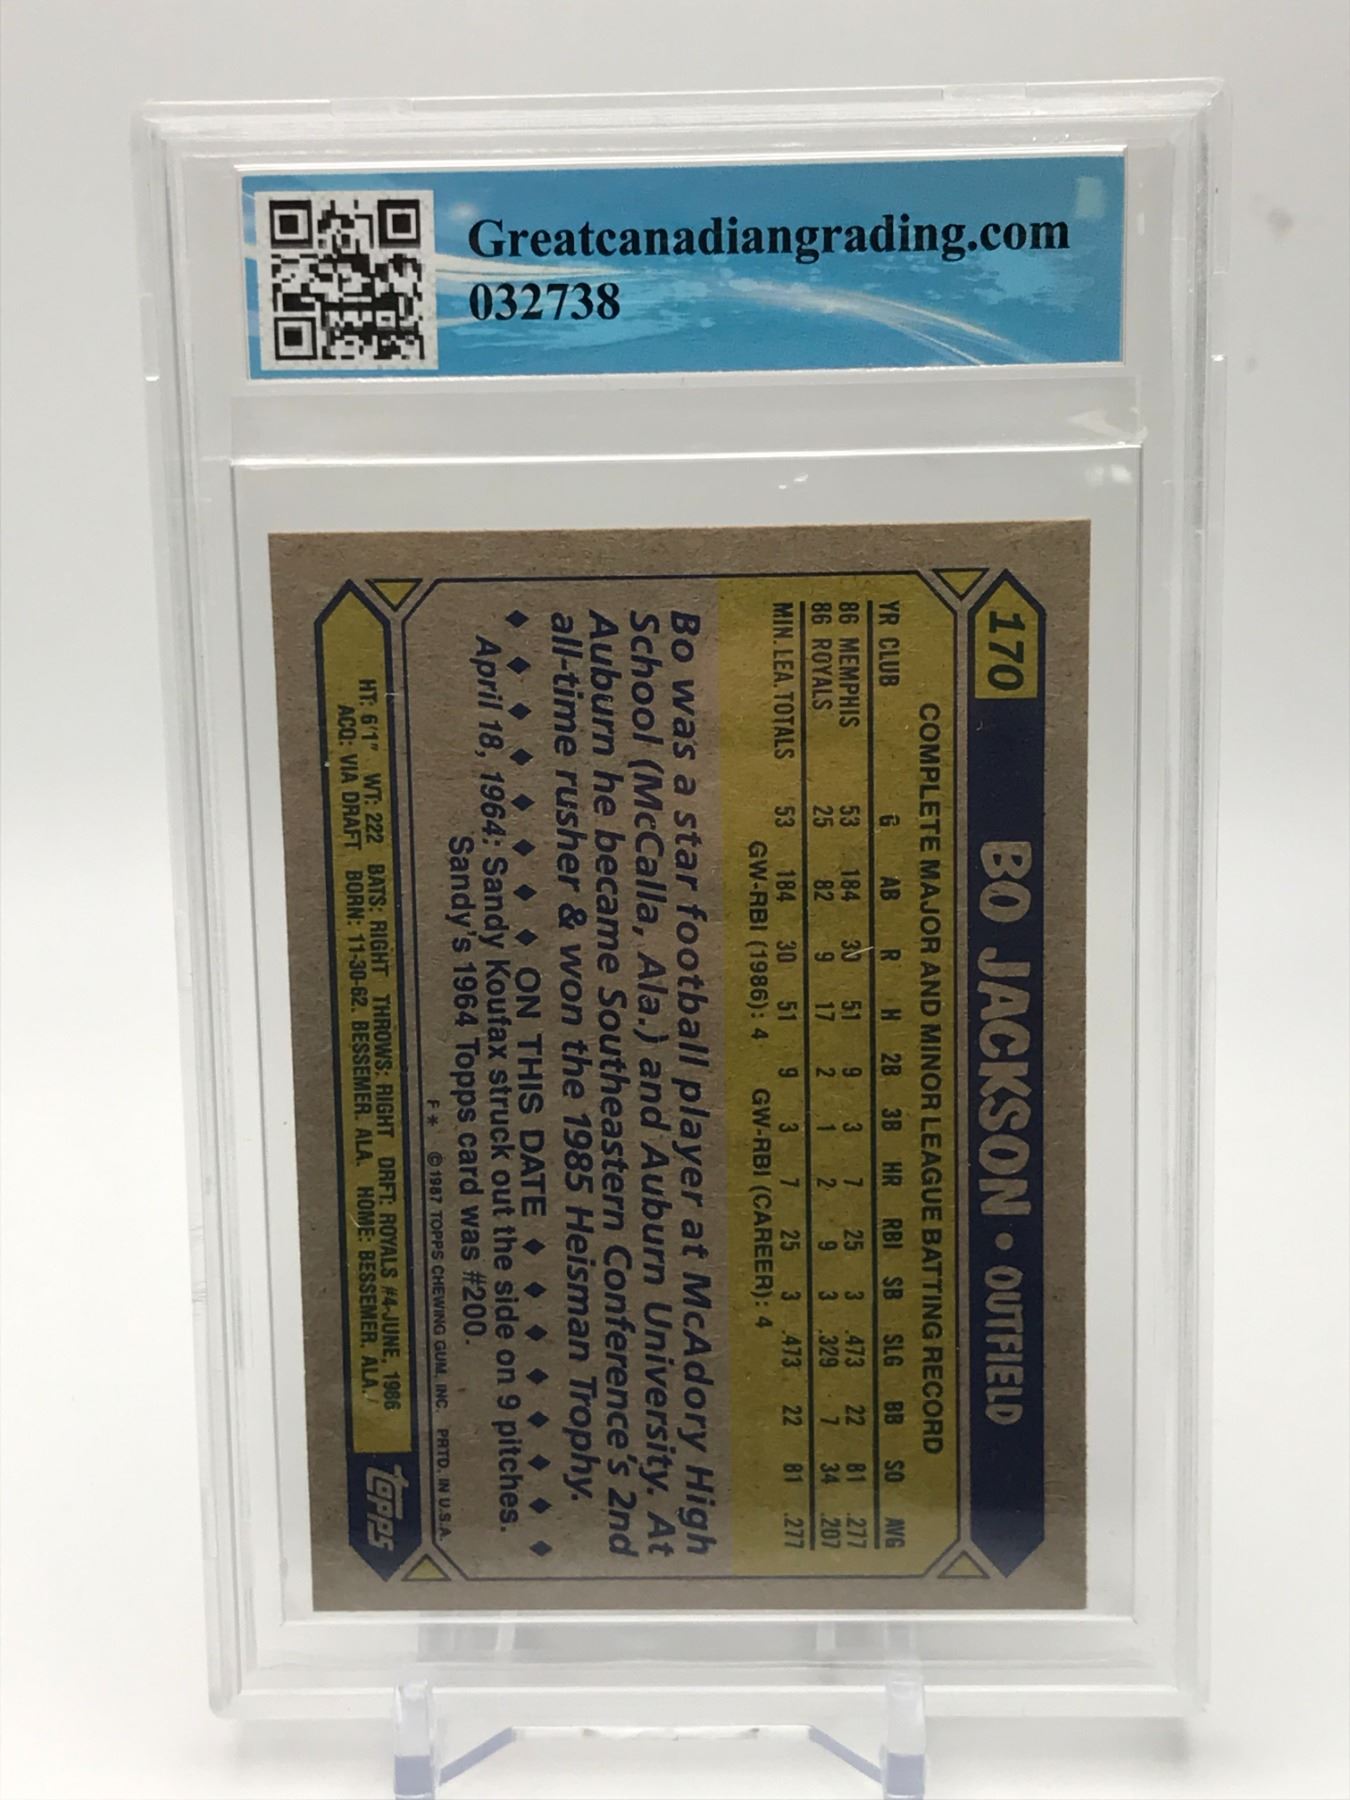 Greatcanadiangrading.com
032738
170 BO JACKSON • OUTFIELD
COMPLETE MAJOR AND MINOR LEAGUE BATTING RECORD
YR CLUB G AB R H 2B 3B HR RBI SB SLG BB SO AVG
86 MEMPHIS 53 184 30 51 9 3 7 25 3 .473 22 81 .277
86 ROYALS 25 82 9 17 2 1 2 9 3 .329 7 34 .207
MIN. LEA. TOTALS 53 184 30 51 9 3 7 25 3 .473 22 81 .277
GW-RBI (1986): 4 GW-RBI (CAREER): 4
Bo was a star football player at McAdory High
School (McCalla, Ala.) and Auburn University. At
Auburn he became Southeastern Conference's 2nd
all-time rusher & won the 1985 Heisman Trophy.
♦ ♦ ♦ ♦ ♦ ♦ ♦ ♦ ON THIS DATE ♦ ♦ ♦ ♦ ♦ ♦ ♦ ♦
April 18, 1964: Sandy Koufax struck out the side on 9 pitches.
Sandy's 1964 Topps card was #200.
F* ©1987 TOPPS CHEWING GUM, INC. PRTD. IN U.S.A.
HT: 6'1" WT: 222 BATS: RIGHT THROWS: RIGHT DRFT: ROYALS #4-JUNE, 1986
ACQ: VIA DRAFT BORN: 11-30-62, BESSEMER, ALA. HOME: BESSEMER, ALA.
topps